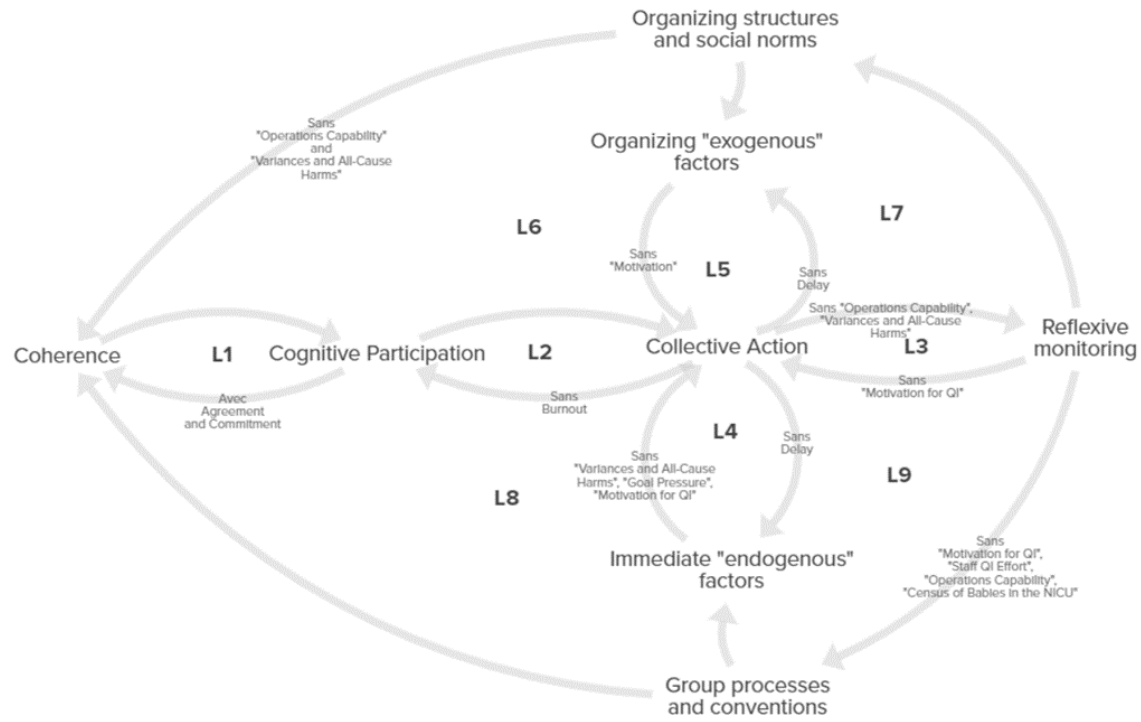 Organizing structures
and social norms
Sans
"Operations Capability"
and
"Variances and All-Cause
Harms"
Organizing "exogenous"
factors
L6
L7
Sans
"Motivation"
L5
Sans
Delay
Sans "Operations Capability",
"Variances and All-Cause
Harms"
Coherence
L1
Cognitive Participation
L2
Collective Action
L3
Reflexive
monitoring
Avec
Agreement
and Commitment
Sans
Burnout
Sans
"Motivation for QI"
L4
Sans
Delay
Sans
"Variances and All-Cause
Harms", "Goal Pressure",
"Motivation for QI"
L8
L9
Immediate "endogenous"
factors
Sans
"Motivation for QI",
"Staff QI Effort",
"Operations Capability",
"Census of Babies in the NICU"
Group processes
and conventions